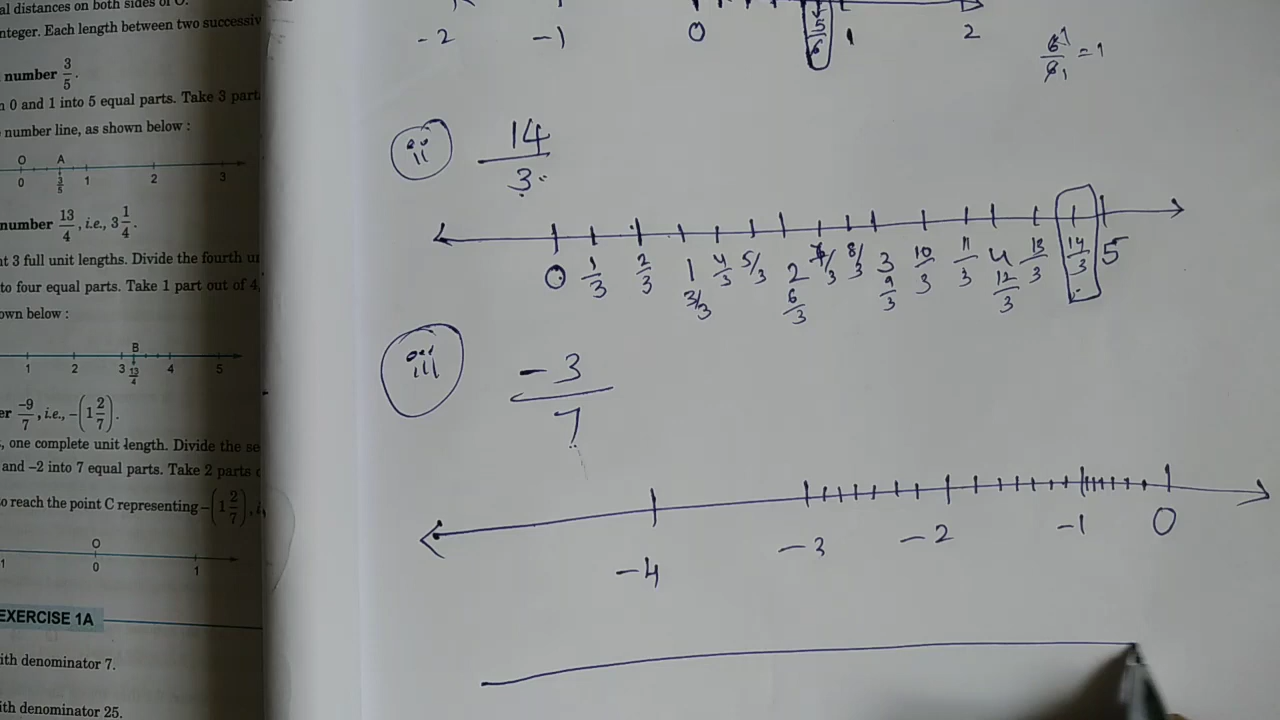 al distances on both sides of O.
nteger. Each length between two successiv
number 3/5.
n 0 and 1 into 5 equal parts. Take 3 part
number line, as shown below :
O A
0 3/5 1 2 3
number 13/4, i.e., 3 1/4.
t 3 full unit lengths. Divide the fourth u
to four equal parts. Take 1 part out of 4,
own below :
B
1 2 3 13/4 4 5
er -9/7, i.e., -(1 2/7).
, one complete unit length. Divide the se
and -2 into 7 equal parts. Take 2 parts
to reach the point C representing -(1 2/7),
O
1 0 1
EXERCISE 1A
ith denominator 7.
ith denominator 25.
-2 -1 0 5/6 1 2
6/6 = 1
ii 14/3
0 1/3 2/3 1 4/3 5/3 2 7/3 8/3 3 10/3 11/3 4 13/3 14/3 5
3/3 6/3 9/3 12/3
iii -3/7
-4 -3 -2 -1 0